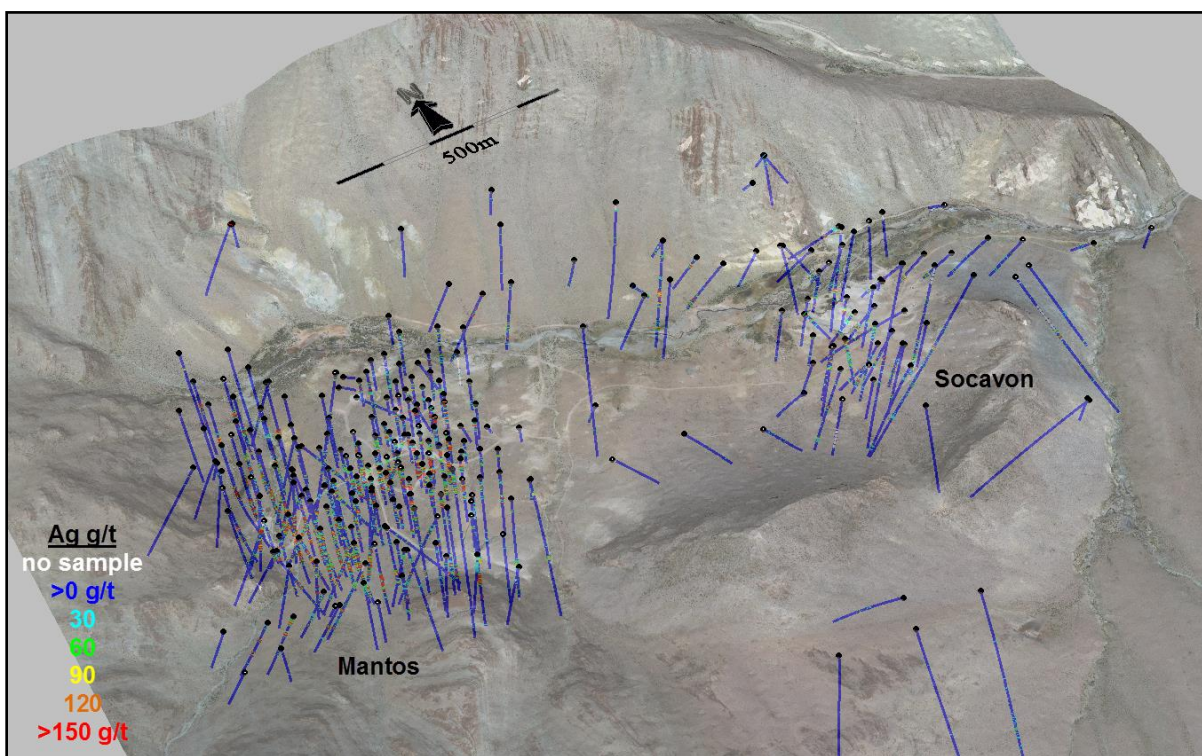 N
500m
Socavon
Mantos
Ag g/t
no sample
>0 g/t
30
60
90
120
>150 g/t